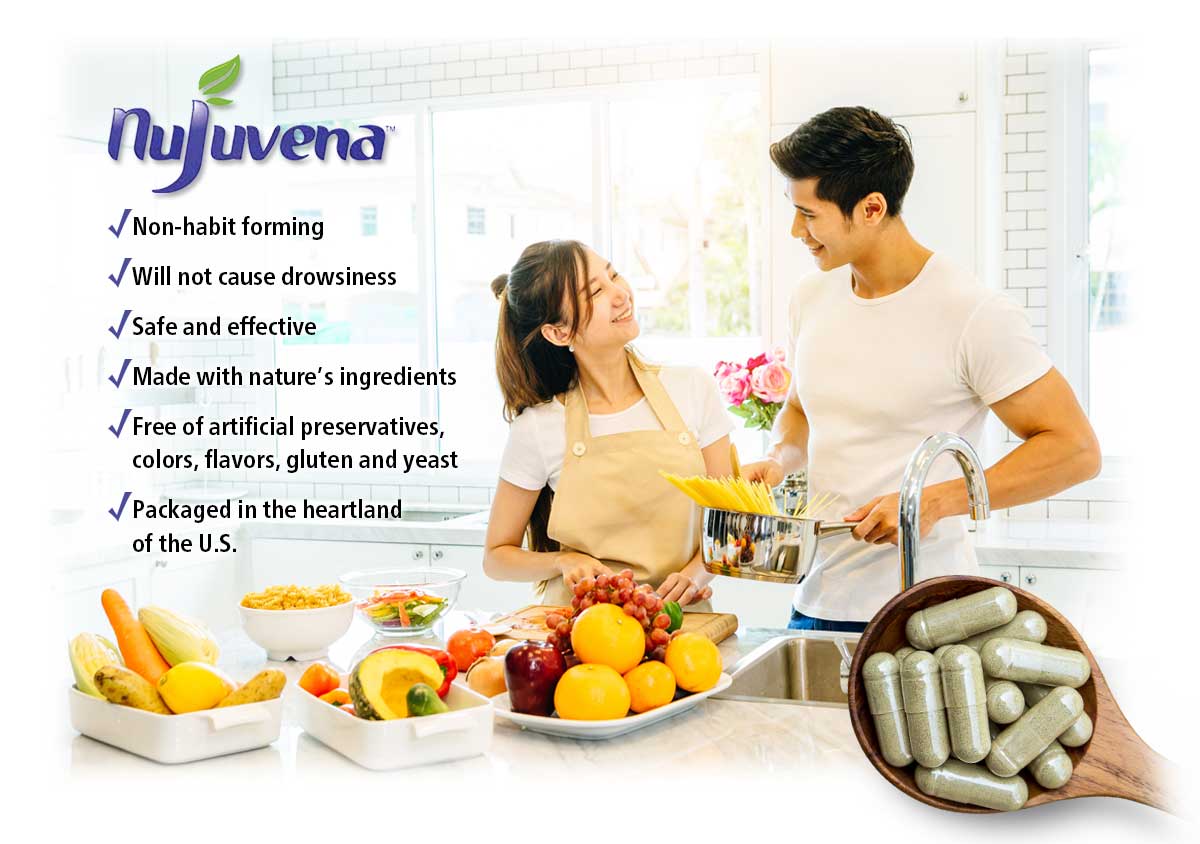 NuJuvena™
✓Non-habit forming
✓Will not cause drowsiness
✓Safe and effective
✓Made with nature’s ingredients
✓Free of artificial preservatives,
colors, flavors, gluten and yeast
✓Packaged in the heartland
of the U.S.